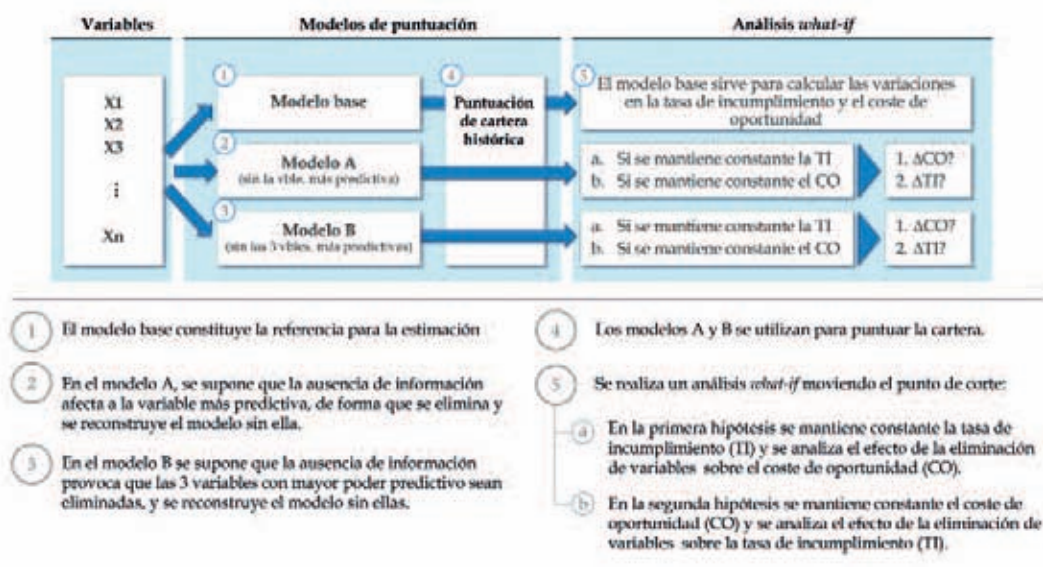 Variables
Modelos de puntuación
Análisis what-if
X1
X2
X3
⋮
Xn
1
Modelo base
2
Modelo A
(sin la vble. más predictiva)
3
Modelo B
(sin las 3 vbles. más predictivas)
4
Puntuación
de cartera
histórica
5
El modelo base sirve para calcular las variaciones
en la tasa de incumplimiento y el coste de
oportunidad
a. Si se mantiene constante la TI
b. Si se mantiene constante el CO
1. ΔCO?
2. ΔTI?
a. Si se mantiene constante la TI
b. Si se mantiene constante el CO
1. ΔCO?
2. ΔTI?
1
El modelo base constituye la referencia para la estimación
2
En el modelo A, se supone que la ausencia de información
afecta a la variable más predictiva, de forma que se elimina y
se reconstruye el modelo sin ella.
3
En el modelo B se supone que la ausencia de información
provoca que las 3 variables con mayor poder predictivo sean
eliminadas, y se reconstruye el modelo sin ellas.
4
Los modelos A y B se utilizan para puntuar la cartera.
5
Se realiza un análisis what-if moviendo el punto de corte:
a
En la primera hipótesis se mantiene constante la tasa de
incumplimiento (TI) y se analiza el efecto de la eliminación
de variables sobre el coste de oportunidad (CO).
b
En la segunda hipótesis se mantiene constante el coste de
oportunidad (CO) y se analiza el efecto de la eliminación de
variables sobre la tasa de incumplimiento (TI).